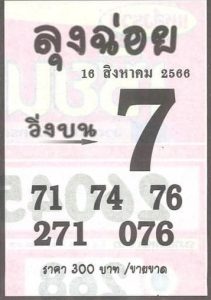 ลุงฉ่อย
16 สิงหาคม 2566
วิ่งบน 7
71 74 76
271 076
ราคา 300 บาท /ขายขาด